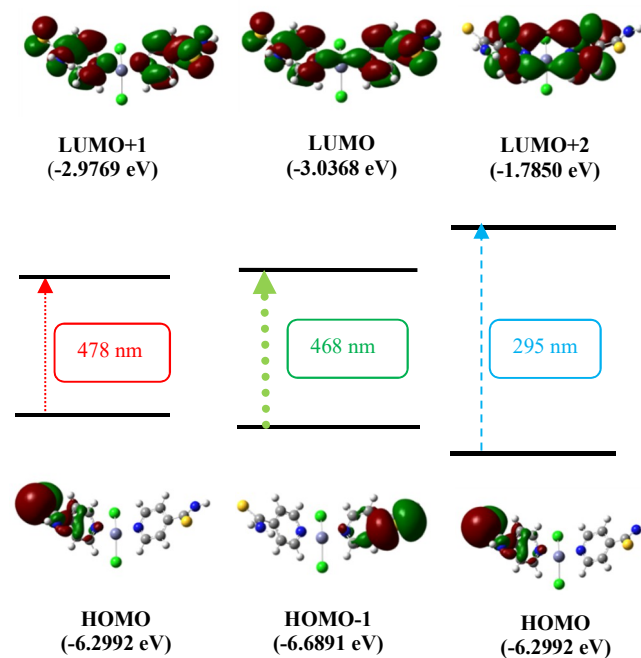 LUMO+1
(-2.9769 eV)
LUMO
(-3.0368 eV)
LUMO+2
(-1.7850 eV)
478 nm
468 nm
295 nm
HOMO
(-6.2992 eV)
HOMO-1
(-6.6891 eV)
HOMO
(-6.2992 eV)